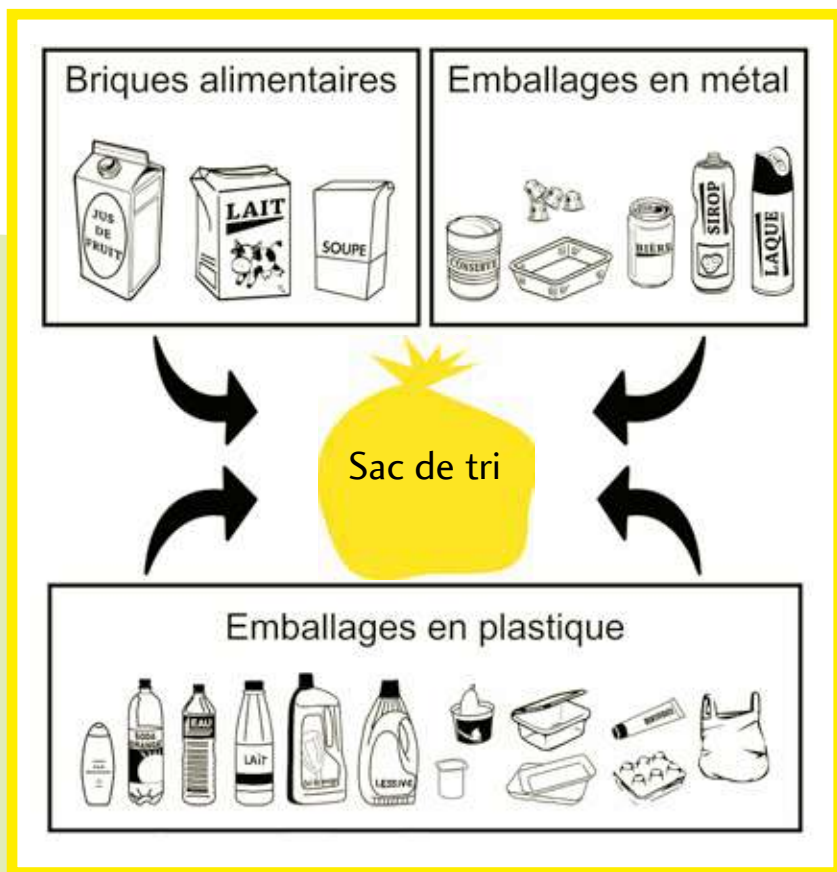 Briques alimentaires
JUS
DE
FRUIT
LAIT
SOUPE
Emballages en métal
CONSERVE
BIÈRE
SIROP
LAQUE
Sac de tri
Emballages en plastique
SODA
ORANGE
EAU
LAIT
LESSIVE